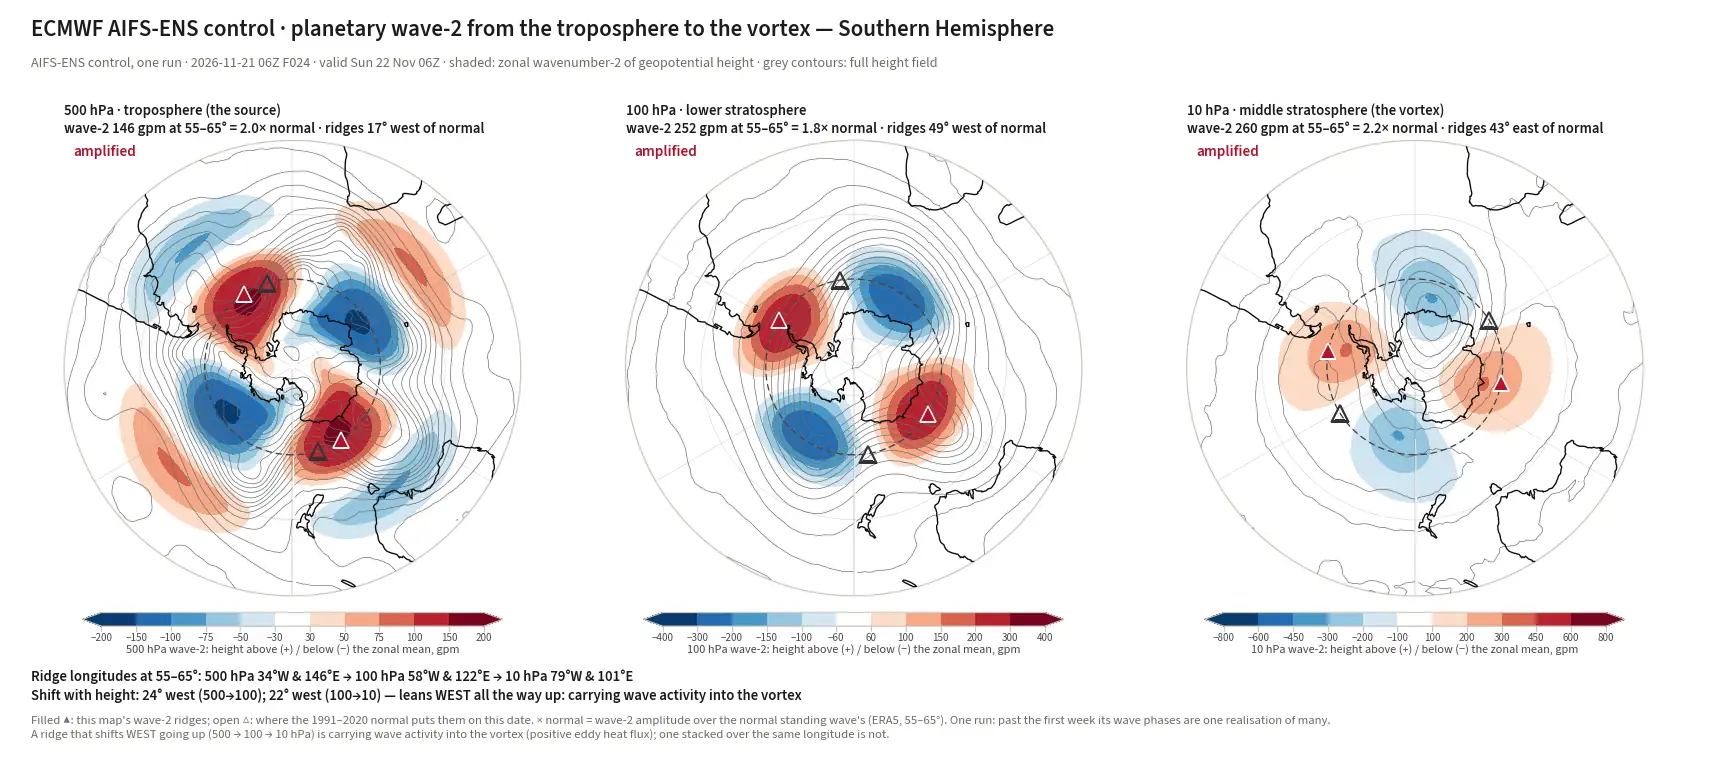 ECMWF AIFS-ENS control · planetary wave-2 from the troposphere to the vortex — Southern Hemisphere
AIFS-ENS control, one run · 2026-11-21 06Z F024 · valid Sun 22 Nov 06Z · shaded: zonal wavenumber-2 of geopotential height · grey contours: full height field
500 hPa · troposphere (the source)
wave-2 146 gpm at 55–65° = 2.0× normal · ridges 17° west of normal
amplified
100 hPa · lower stratosphere
wave-2 252 gpm at 55–65° = 1.8× normal · ridges 49° west of normal
amplified
10 hPa · middle stratosphere (the vortex)
wave-2 260 gpm at 55–65° = 2.2× normal · ridges 43° east of normal
amplified
−200 −150 −100 −75 −50 −30 30 50 75 100 150 200
500 hPa wave-2: height above (+) / below (−) the zonal mean, gpm
−400 −300 −200 −150 −100 −60 60 100 150 200 300 400
100 hPa wave-2: height above (+) / below (−) the zonal mean, gpm
−800 −600 −450 −300 −200 −100 100 200 300 450 600 800
10 hPa wave-2: height above (+) / below (−) the zonal mean, gpm
Ridge longitudes at 55–65°: 500 hPa 34°W & 146°E → 100 hPa 58°W & 122°E → 10 hPa 79°W & 101°E
Shift with height: 24° west (500→100); 22° west (100→10) — leans WEST all the way up: carrying wave activity into the vortex
Filled ▲: this map's wave-2 ridges; open △: where the 1991–2020 normal puts them on this date. × normal = wave-2 amplitude over the normal standing wave's (ERA5, 55–65°). One run: past the first week its wave phases are one realisation of many.
A ridge that shifts WEST going up (500 → 100 → 10 hPa) is carrying wave activity into the vortex (positive eddy heat flux); one stacked over the same longitude is not.